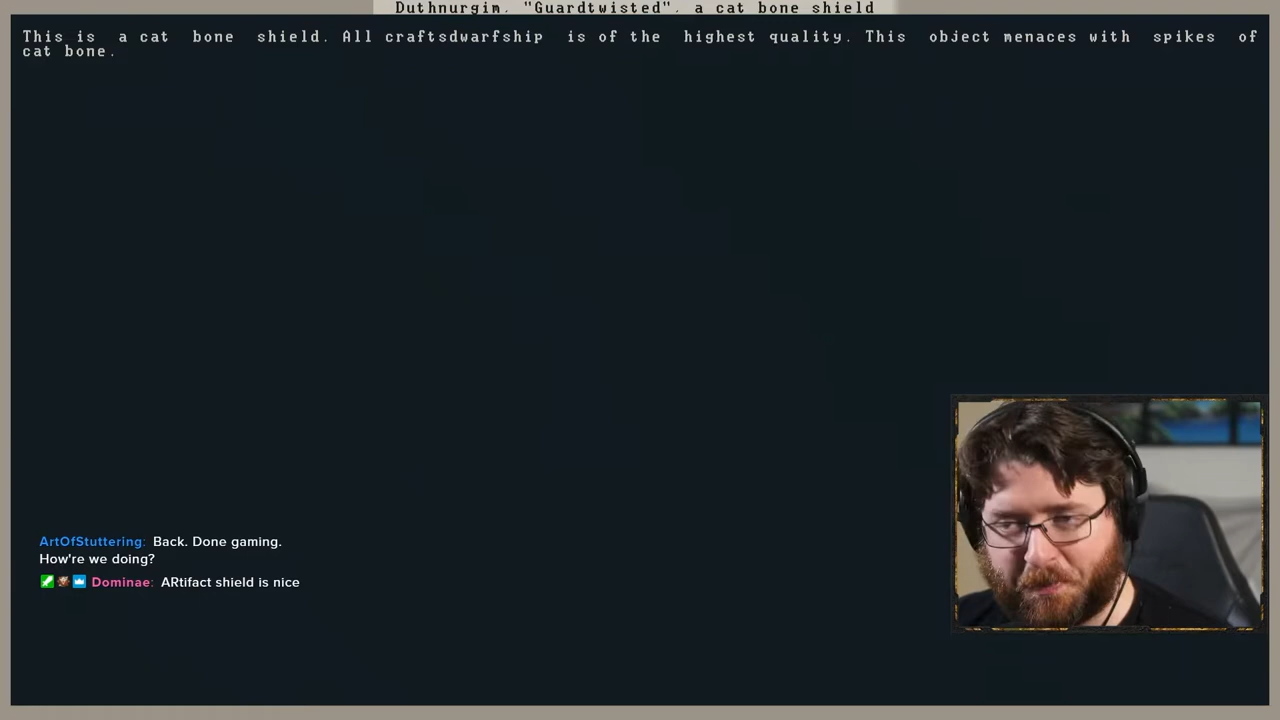 Duthnurgim, "Guardtwisted", a cat bone shield
This is a cat bone shield. All craftsdwarfship is of the highest quality. This object menaces with spikes of
cat bone.
ArtOfStuttering: Back. Done gaming.
How're we doing?
Dominae: ARtifact shield is nice